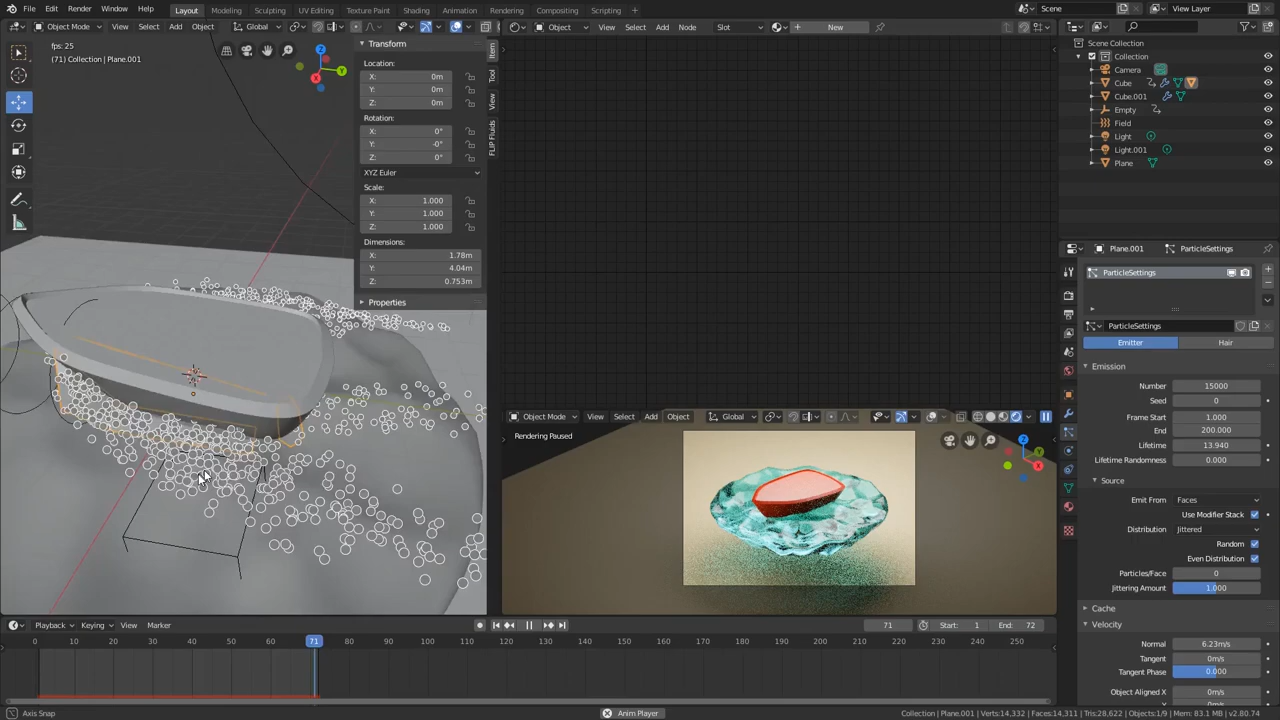 File Edit Render Window Help Layout Modeling Sculpting UV Editing Texture Paint Shading Animation Rendering Compositing Scripting + Scene View Layer
Object Mode View Select Add Object Global
Object View Select Add Node Slot New
fps: 25
(71) Collection | Plane.001
Transform
Location:
X: 0m
Y: 0m
Z: 0m
Rotation:
X: 0°
Y: -0°
Z: 0°
XYZ Euler
Scale:
X: 1.000
Y: 1.000
Z: 1.000
Dimensions:
X: 1.78m
Y: 4.04m
Z: 0.753m
Properties
Item
Tool
View
FLIP Fluids
X
Y
Z
Object Mode View Select Add Object Global
Rendering Paused
Z
Y
X
Scene Collection
Collection
Camera
Cube
Cube.001
Empty
Field
Light
Light.001
Plane
Plane.001 ParticleSettings
ParticleSettings
ParticleSettings
Emitter Hair
Emission
Number 15000
Seed 0
Frame Start 1.000
End 200.000
Lifetime 13.940
Lifetime Randomness 0.000
Source
Emit From Faces
Use Modifier Stack
Distribution Jittered
Random
Even Distribution
Particles/Face 0
Jittering Amount 1.000
Cache
Velocity
Normal 6.23m/s
Tangent 0m/s
Tangent Phase 0.000
Object Aligned X 0m/s
Playback Keying View Marker 71 Start: 1 End: 72
0 10 20 30 40 50 60 71 80 90 100 110 120 130 140 150 160 170 180 190 200 210 220 230 240 250
Axis Snap Anim Player Collection | Plane.001 | Verts:14,332 | Faces:14,311 | Tris:28,622 | Objects:1/9 | Mem: 83.1 MB | v2.80.74